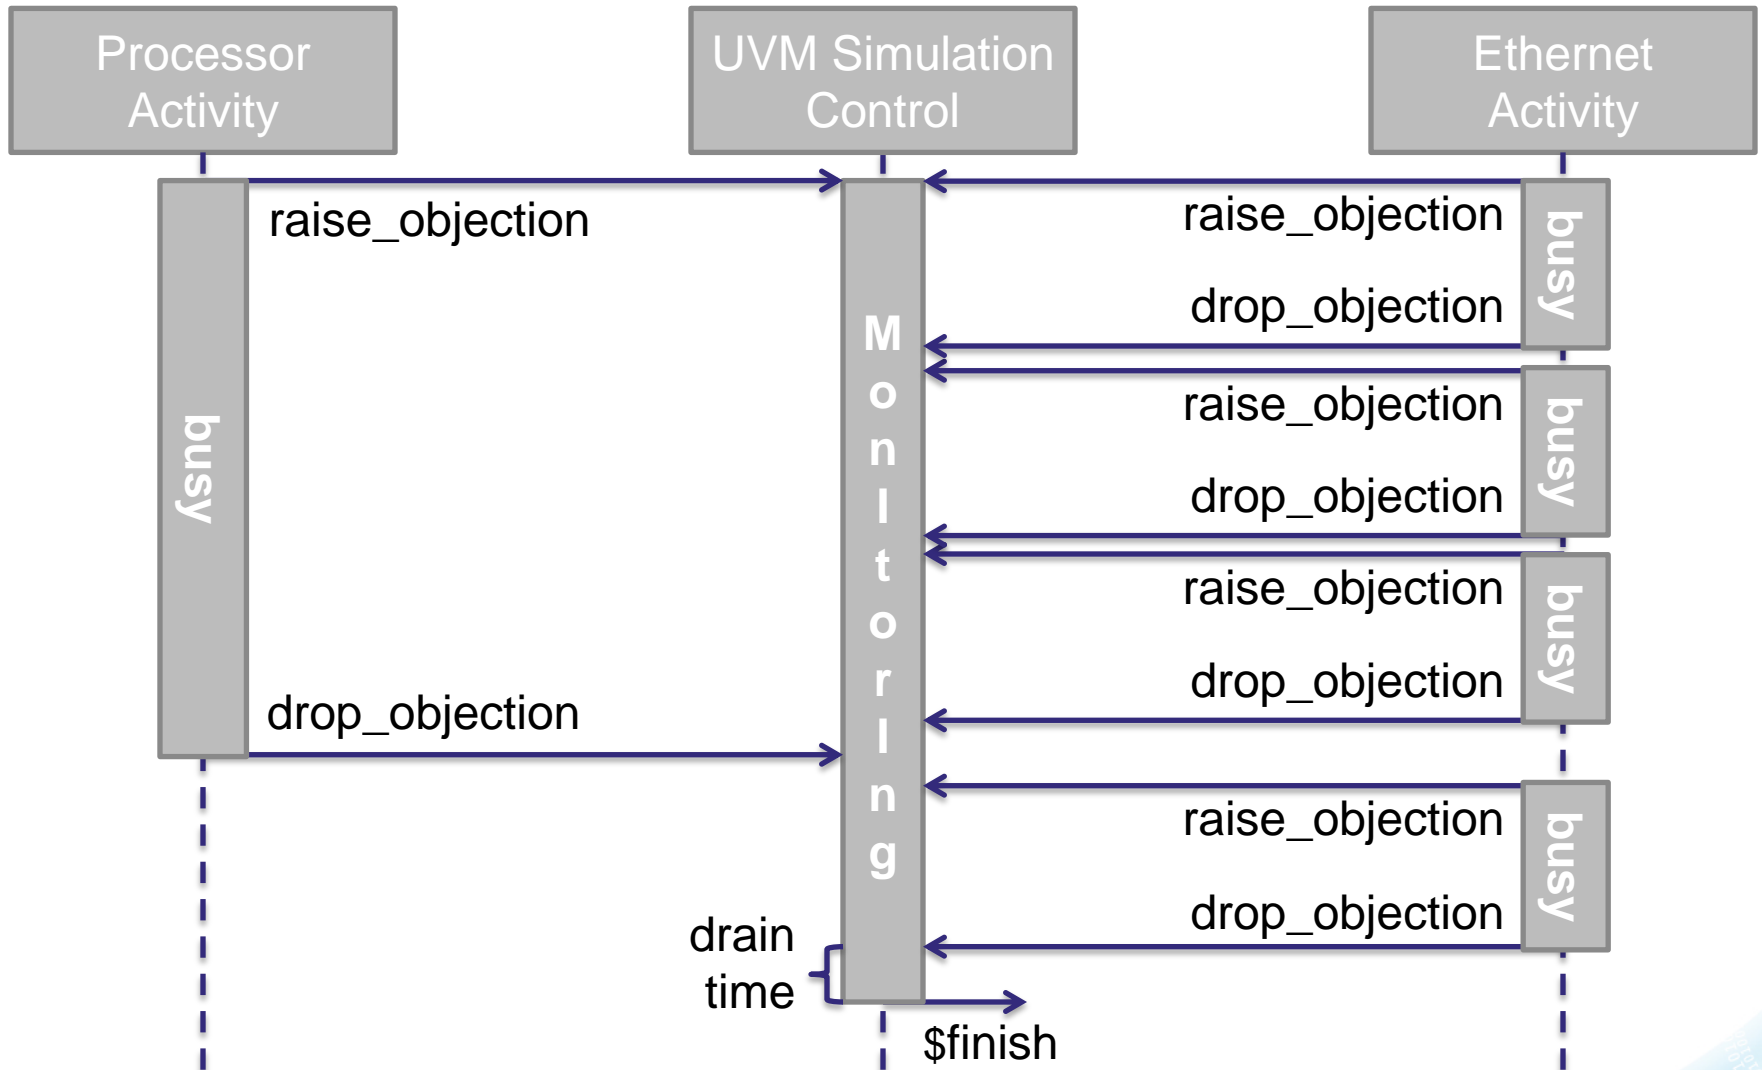 Processor
Activity
UVM Simulation
Control
Ethernet
Activity
raise_objection
raise_objection
busy
drop_objection
MonItorIng
raise_objection
busy
busy
drop_objection
raise_objection
busy
drop_objection
drop_objection
raise_objection
busy
drop_objection
drain
time
$finish